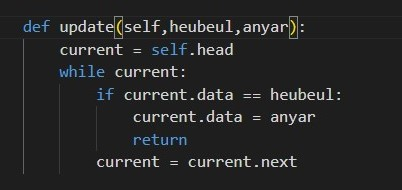 def update(self,heubeul,anyar):
    current = self.head
    while current:
        if current.data == heubeul:
            current.data = anyar
            return
        current = current.next